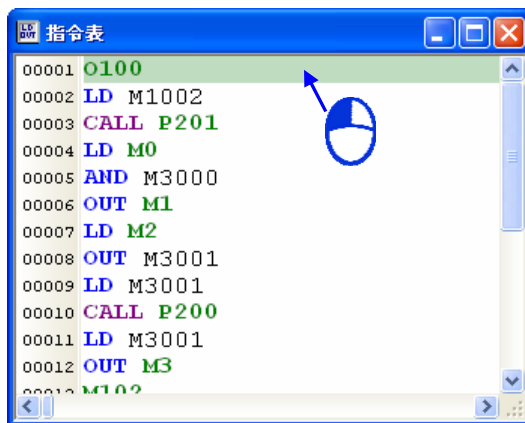 指令表
00001 O100
00002 LD M1002
00003 CALL P201
00004 LD M0
00005 AND M3000
00006 OUT M1
00007 LD M2
00008 OUT M3001
00009 LD M3001
00010 CALL P200
00011 LD M3001
00012 OUT M3
00013 M102